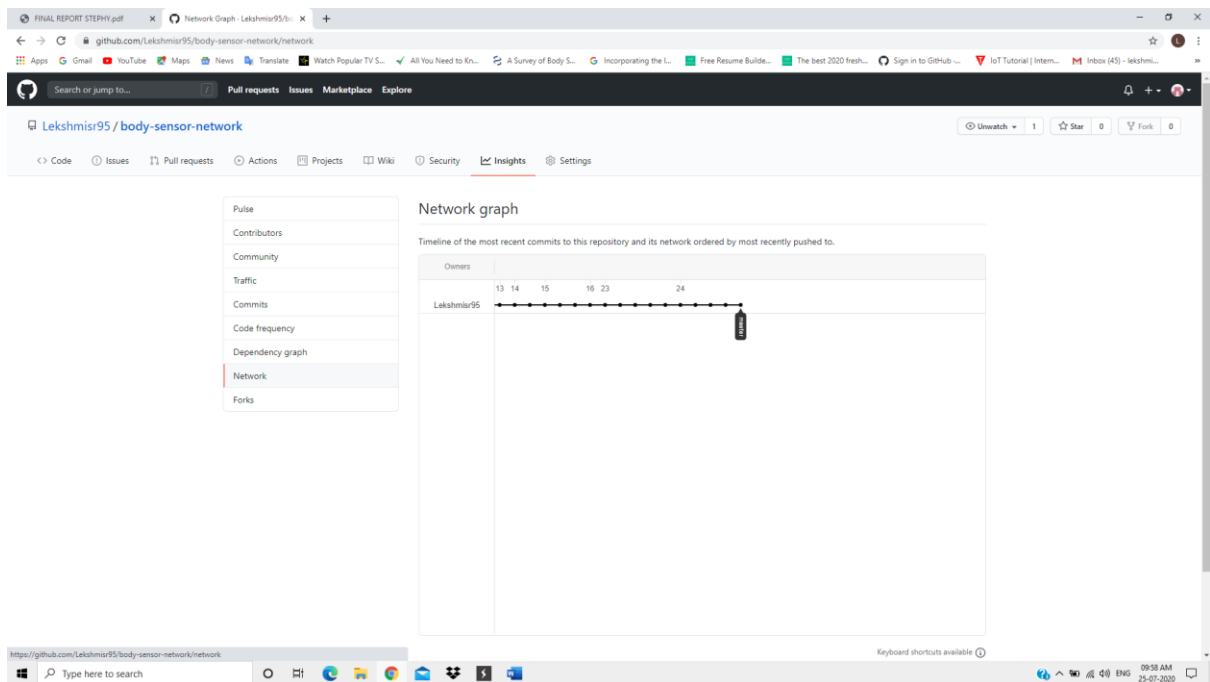 FINAL REPORT STEPHY.pdf
Network Graph · Lekshmisr95/bo
github.com/Lekshmisr95/body-sensor-network/network
Apps Gmail YouTube Maps News Translate Watch Popular TV S... All You Need to Kn... A Survey of Body S... Incorporating the I... Free Resume Builde... The best 2020 fresh... Sign in to GitHub ·... IoT Tutorial | Intern... Inbox (45) - lekshmi... »
Search or jump to... / Pull requests Issues Marketplace Explore
Lekshmisr95 / body-sensor-network
Unwatch 1 Star 0 Fork 0
Code Issues Pull requests Actions Projects Wiki Security Insights Settings
Pulse
Contributors
Community
Traffic
Commits
Code frequency
Dependency graph
Network
Forks
Network graph
Timeline of the most recent commits to this repository and its network ordered by most recently pushed to.
Owners
13 14 15 16 23 24
Lekshmisr95
master
Keyboard shortcuts available
https://github.com/Lekshmisr95/body-sensor-network/network
Type here to search
ENG
09:58 AM
25-07-2020